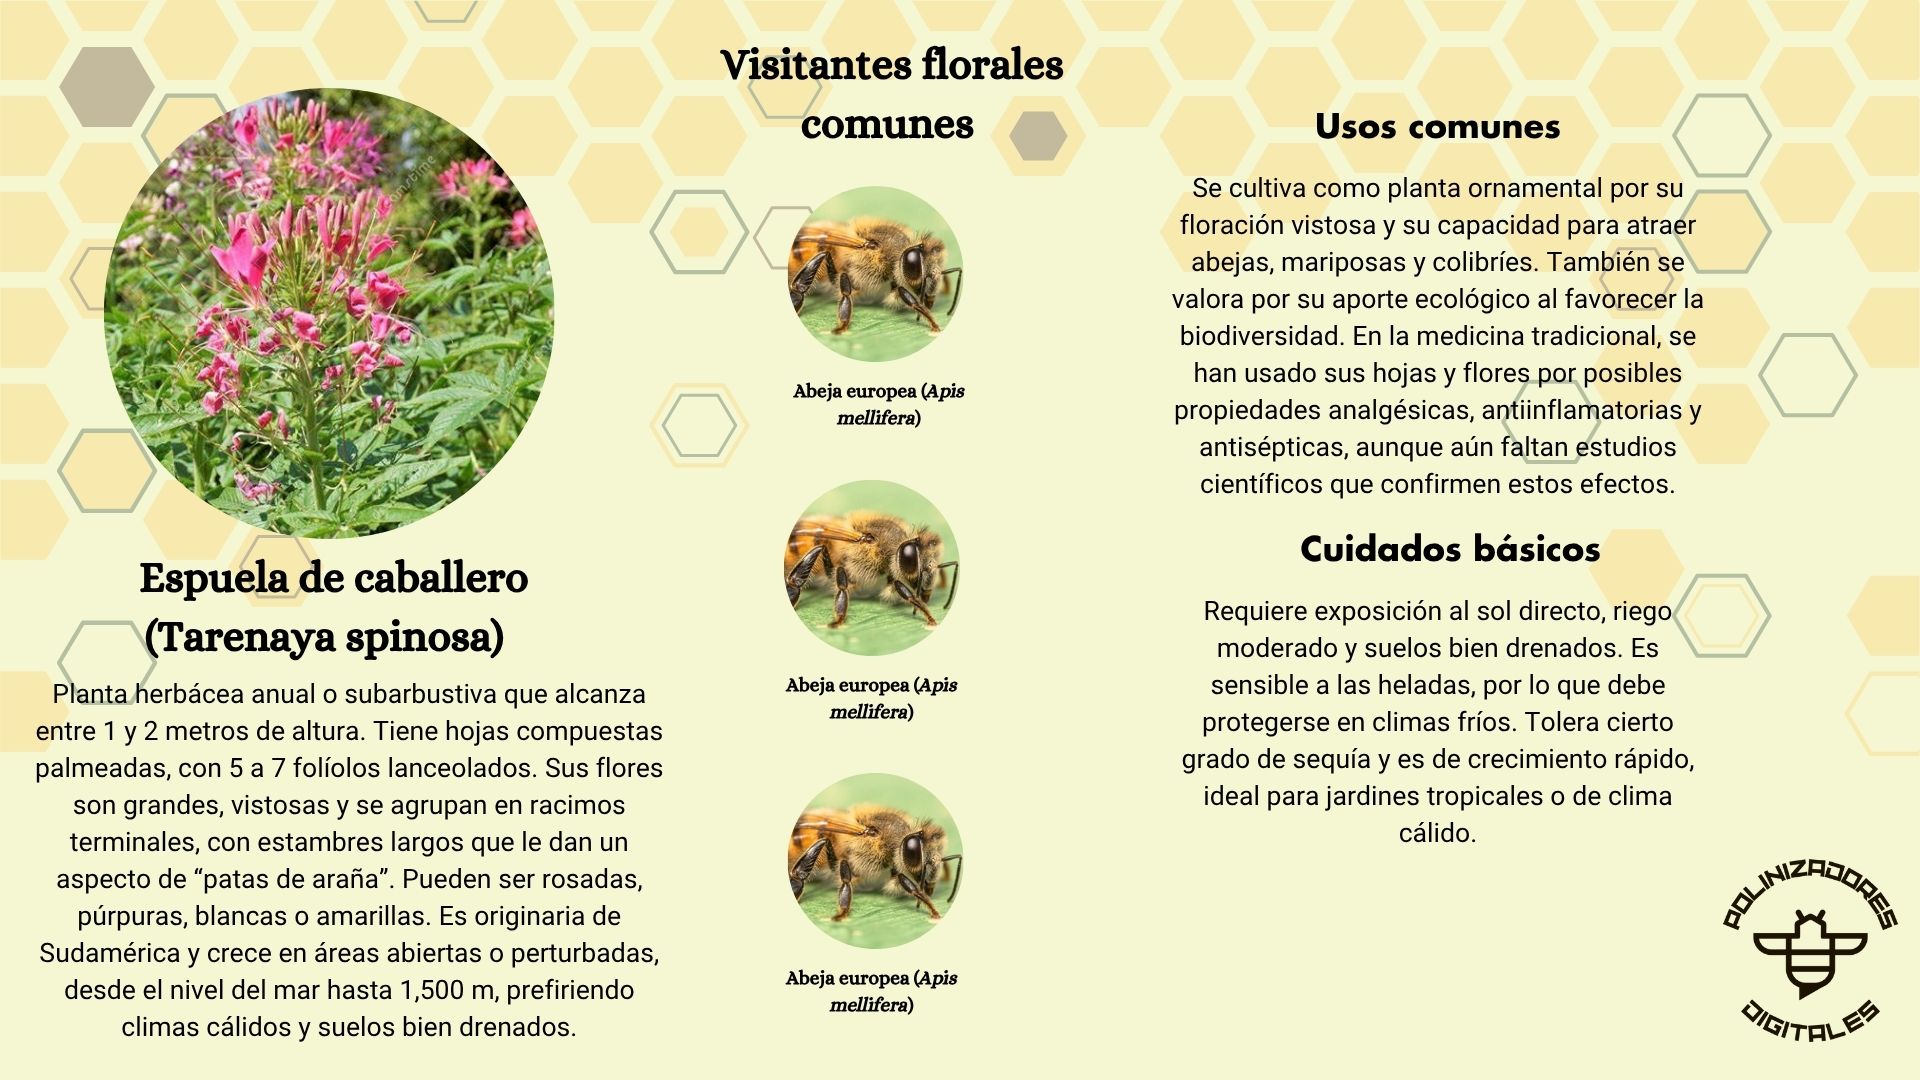 Visitantes florales
comunes
Abeja europea (Apis
mellifera)
Abeja europea (Apis
mellifera)
Abeja europea (Apis
mellifera)
Espuela de caballero
(Tarenaya spinosa)
Planta herbácea anual o subarbustiva que alcanza
entre 1 y 2 metros de altura. Tiene hojas compuestas
palmeadas, con 5 a 7 folíolos lanceolados. Sus flores
son grandes, vistosas y se agrupan en racimos
terminales, con estambres largos que le dan un
aspecto de “patas de araña”. Pueden ser rosadas,
púrpuras, blancas o amarillas. Es originaria de
Sudamérica y crece en áreas abiertas o perturbadas,
desde el nivel del mar hasta 1,500 m, prefiriendo
climas cálidos y suelos bien drenados.
Usos comunes
Se cultiva como planta ornamental por su
floración vistosa y su capacidad para atraer
abejas, mariposas y colibríes. También se
valora por su aporte ecológico al favorecer la
biodiversidad. En la medicina tradicional, se
han usado sus hojas y flores por posibles
propiedades analgésicas, antiinflamatorias y
antisépticas, aunque aún faltan estudios
científicos que confirmen estos efectos.
Cuidados básicos
Requiere exposición al sol directo, riego
moderado y suelos bien drenados. Es
sensible a las heladas, por lo que debe
protegerse en climas fríos. Tolera cierto
grado de sequía y es de crecimiento rápido,
ideal para jardines tropicales o de clima
cálido.
POLINIZADORES
DIGITALES